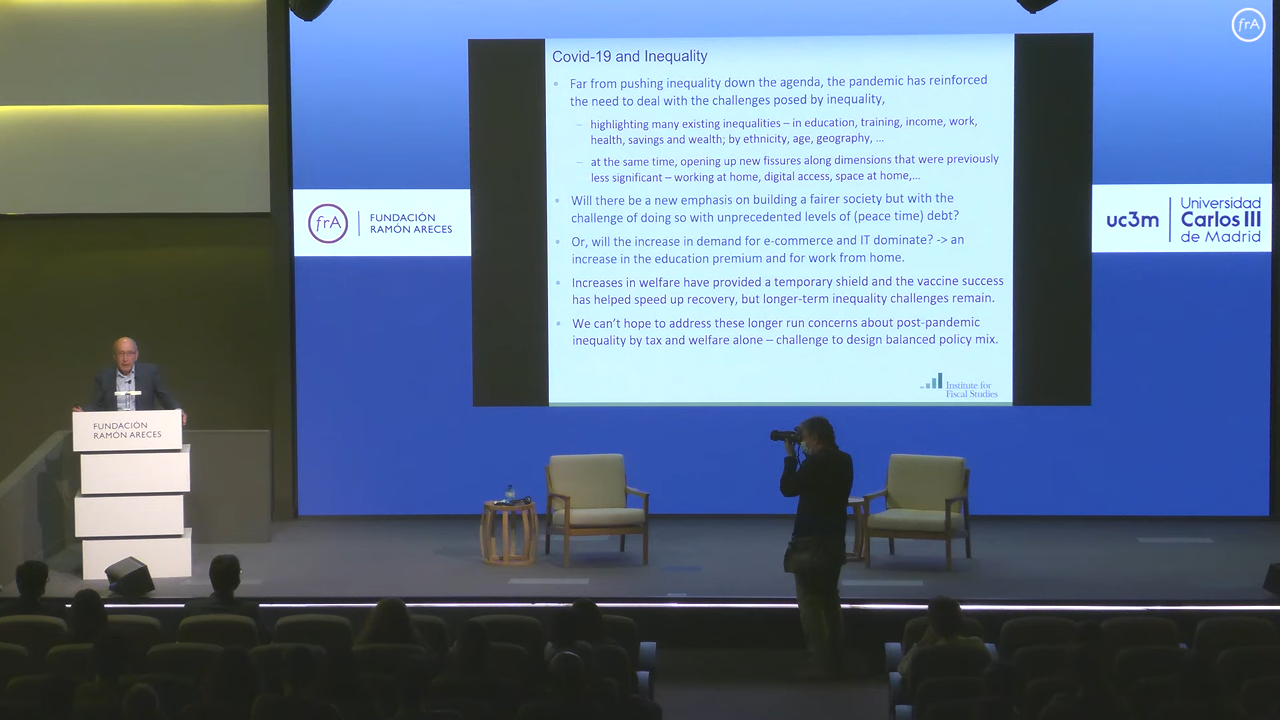 frA
Covid-19 and Inequality
• Far from pushing inequality down the agenda, the pandemic has reinforced
the need to deal with the challenges posed by inequality,
– highlighting many existing inequalities – in education, training, income, work,
health, savings and wealth; by ethnicity, age, geography, ...
– at the same time, opening up new fissures along dimensions that were previously
less significant – working at home, digital access, space at home,...
• Will there be a new emphasis on building a fairer society but with the
challenge of doing so with unprecedented levels of (peace time) debt?
• Or, will the increase in demand for e-commerce and IT dominate? -> an
increase in the education premium and for work from home.
• Increases in welfare have provided a temporary shield and the vaccine success
has helped speed up recovery, but longer-term inequality challenges remain.
• We can't hope to address these longer run concerns about post-pandemic
inequality by tax and welfare alone – challenge to design balanced policy mix.
Institute for
Fiscal Studies
frA
FUNDACIÓN
RAMÓN ARECES
uc3m
Universidad
Carlos III
de Madrid
FUNDACIÓN
RAMÓN ARECES